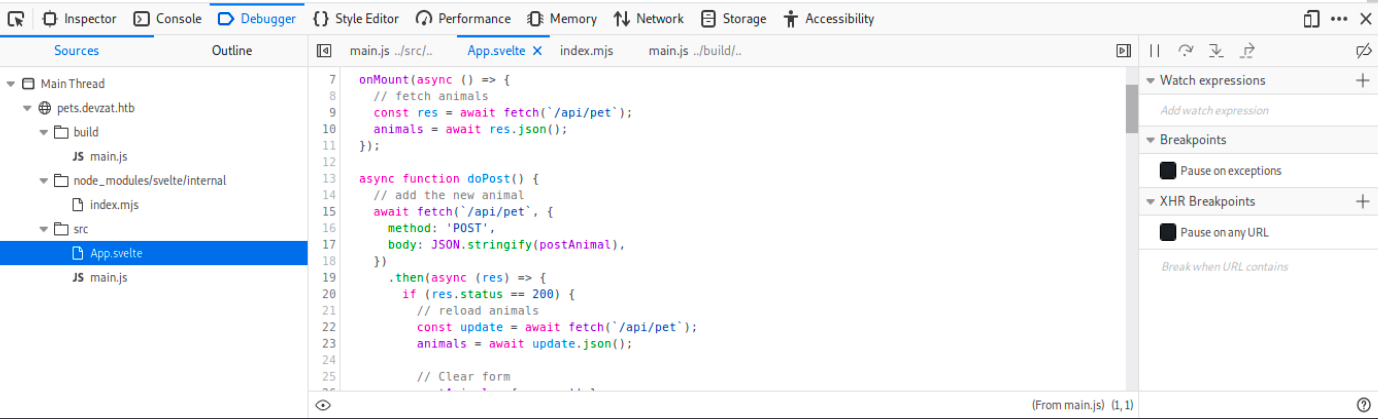 Inspector Console Debugger Style Editor Performance Memory Network Storage Accessibility
Sources Outline main.js ../src/.. App.svelte index.mjs main.js ../build/..
Main Thread
pets.devzat.htb
build
JS main.js
node_modules/svelte/internal
index.mjs
src
App.svelte
JS main.js
7 onMount(async () => {
8 // fetch animals
9 const res = await fetch(`/api/pet`);
10 animals = await res.json();
11 });
12
13 async function doPost() {
14 // add the new animal
15 await fetch(`/api/pet`, {
16 method: 'POST',
17 body: JSON.stringify(postAnimal),
18 })
19 .then(async (res) => {
20 if (res.status == 200) {
21 // reload animals
22 const update = await fetch(`/api/pet`);
23 animals = await update.json();
24
25 // Clear form
(From main.js) (1, 1)
Watch expressions
Add watch expression
Breakpoints
Pause on exceptions
XHR Breakpoints
Pause on any URL
Break when URL contains